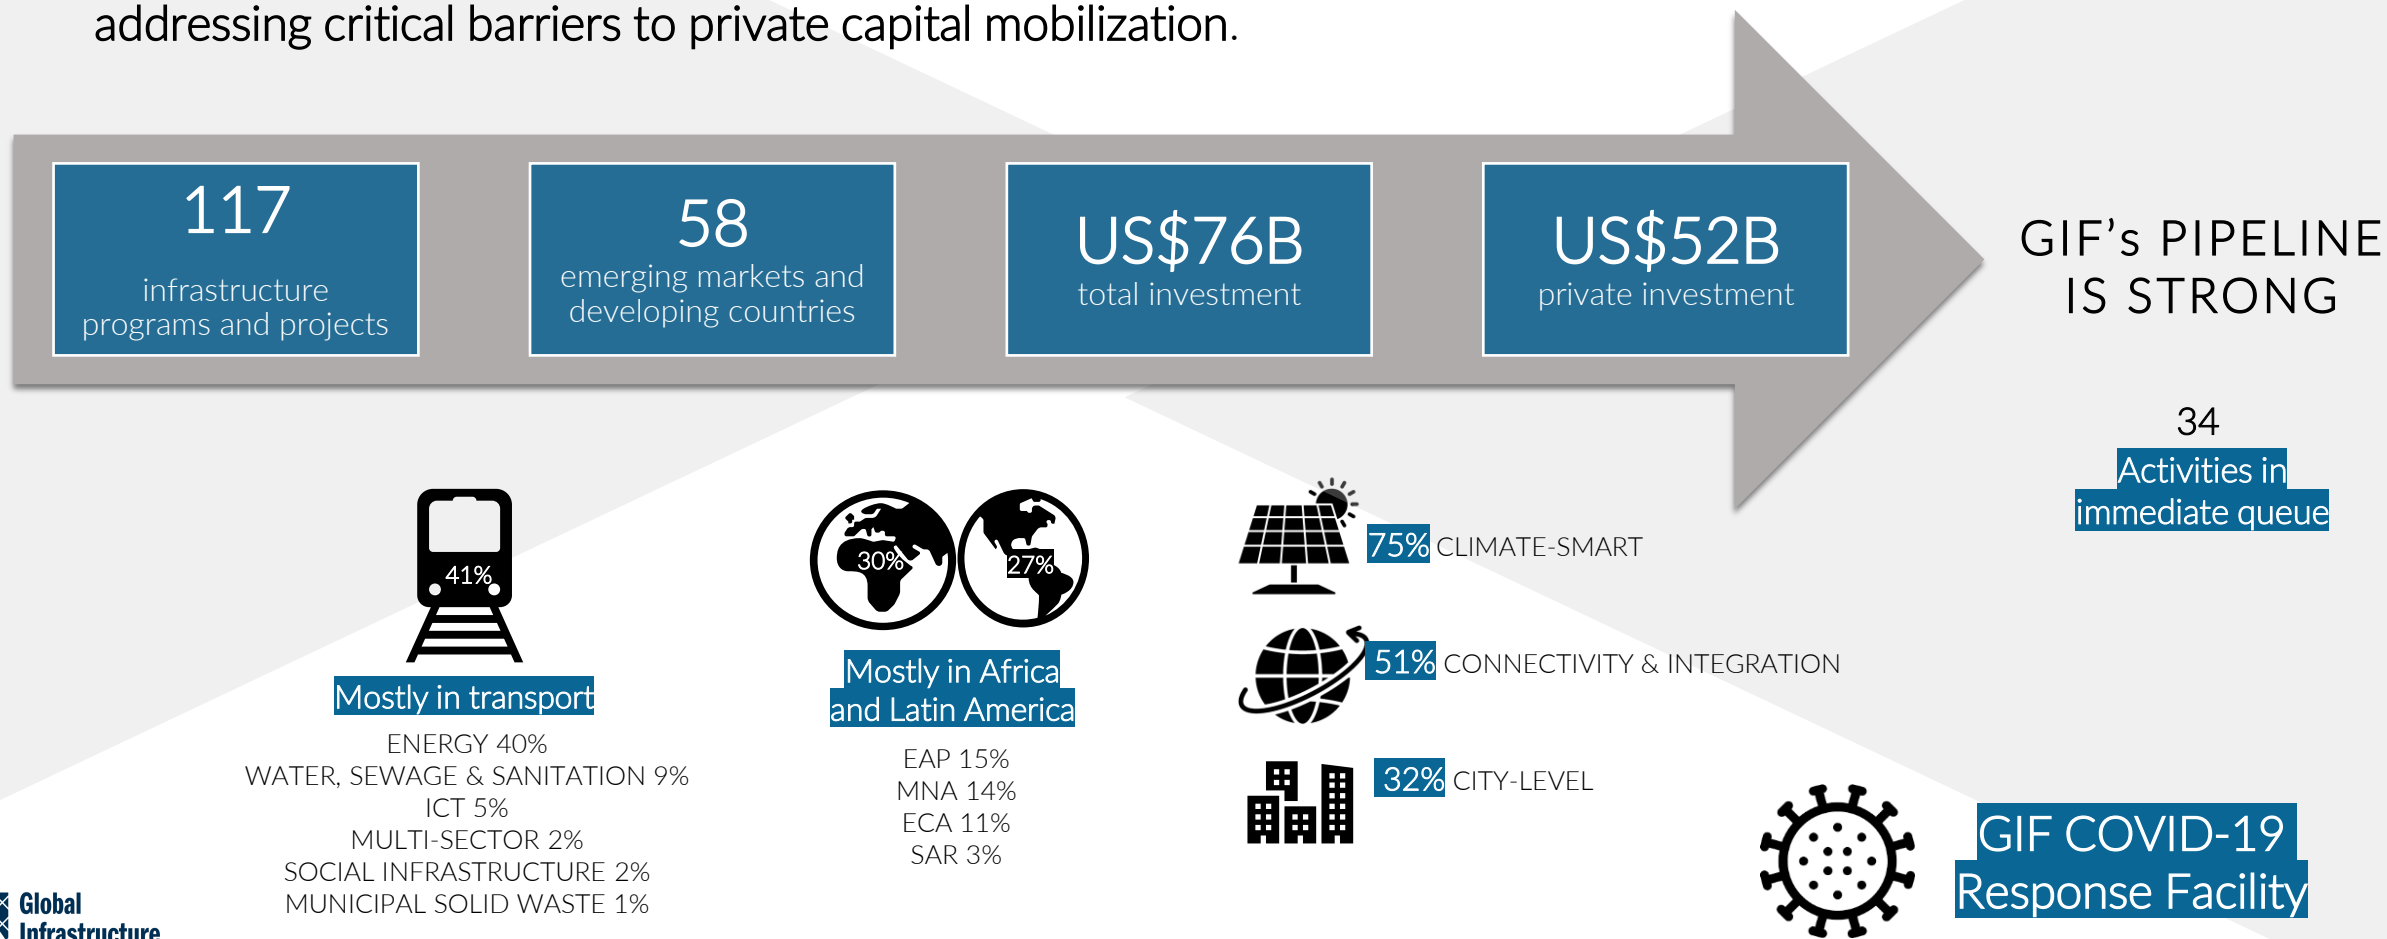 addressing critical barriers to private capital mobilization.
117
infrastructure
programs and projects
58
emerging markets and
developing countries
US$76B
total investment
US$52B
private investment
GIF's PIPELINE
IS STRONG
34
Activities in
immediate queue
41%
Mostly in transport
ENERGY 40%
WATER, SEWAGE & SANITATION 9%
ICT 5%
MULTI-SECTOR 2%
SOCIAL INFRASTRUCTURE 2%
MUNICIPAL SOLID WASTE 1%
30%
27%
Mostly in Africa
and Latin America
EAP 15%
MNA 14%
ECA 11%
SAR 3%
75% CLIMATE-SMART
51% CONNECTIVITY & INTEGRATION
32% CITY-LEVEL
GIF COVID-19
Response Facility
Global
Infrastructure